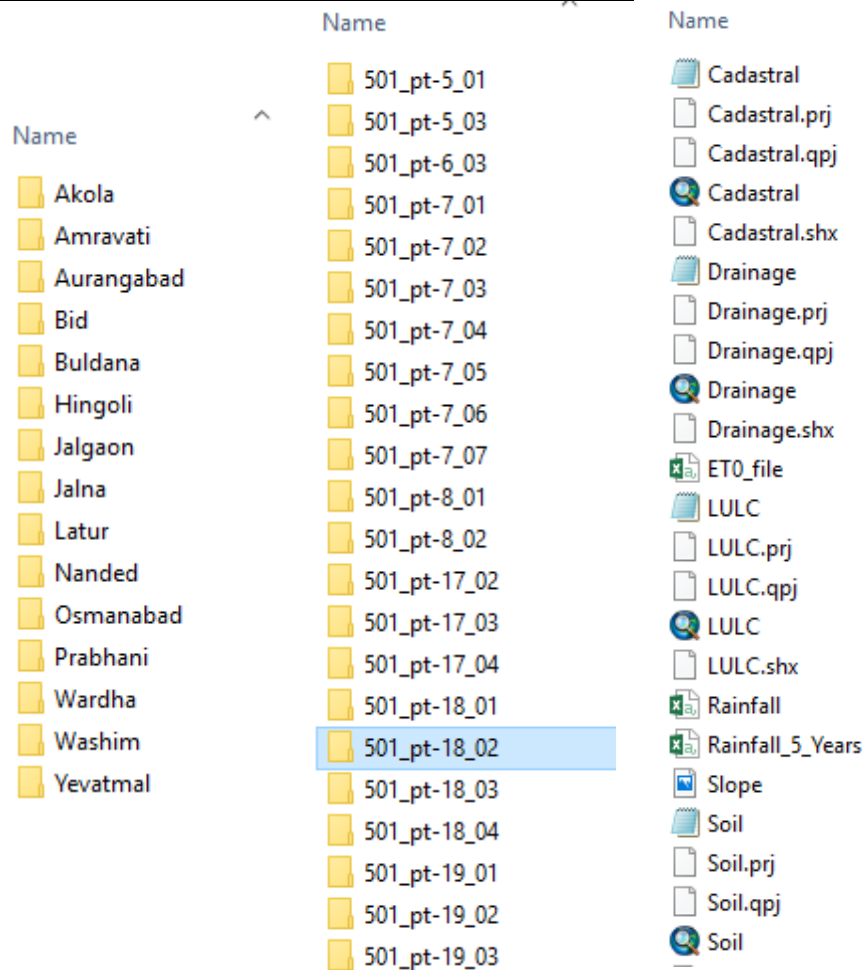 Name
Akola
Amravati
Aurangabad
Bid
Buldana
Hingoli
Jalgaon
Jalna
Latur
Nanded
Osmanabad
Prabhani
Wardha
Washim
Yevatmal
Name
501_pt-5_01
501_pt-5_03
501_pt-6_03
501_pt-7_01
501_pt-7_02
501_pt-7_03
501_pt-7_04
501_pt-7_05
501_pt-7_06
501_pt-7_07
501_pt-8_01
501_pt-8_02
501_pt-17_02
501_pt-17_03
501_pt-17_04
501_pt-18_01
501_pt-18_02
501_pt-18_03
501_pt-18_04
501_pt-19_01
501_pt-19_02
501_pt-19_03
Name
Cadastral
Cadastral.prj
Cadastral.qpj
Cadastral
Cadastral.shx
Drainage
Drainage.prj
Drainage.qpj
Drainage
Drainage.shx
ET0_file
LULC
LULC.prj
LULC.qpj
LULC
LULC.shx
Rainfall
Rainfall_5_Years
Slope
Soil
Soil.prj
Soil.qpj
Soil